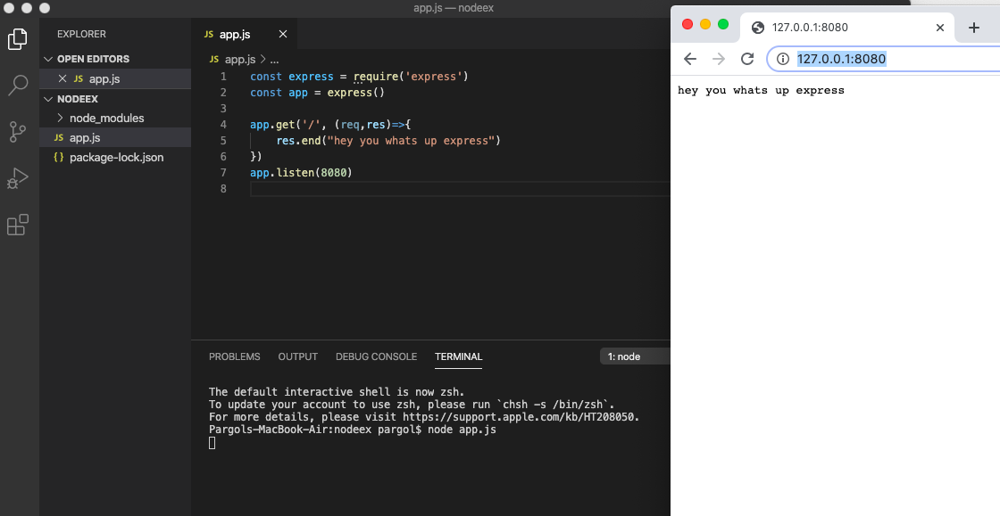 app.js — nodeex
EXPLORER
OPEN EDITORS
JS app.js
NODEEX
node_modules
JS app.js
{} package-lock.json
JS app.js
JS app.js > ...
1 const express = require('express')
2 const app = express()
3
4 app.get('/', (req,res)=>{
5 res.end("hey you whats up express")
6 })
7 app.listen(8080)
8
PROBLEMS OUTPUT DEBUG CONSOLE TERMINAL 1: node
The default interactive shell is now zsh.
To update your account to use zsh, please run `chsh -s /bin/zsh`.
For more details, please visit https://support.apple.com/kb/HT208050.
Pargols-MacBook-Air:nodeex pargol$ node app.js
127.0.0.1:8080
127.0.0.1:8080
hey you whats up express